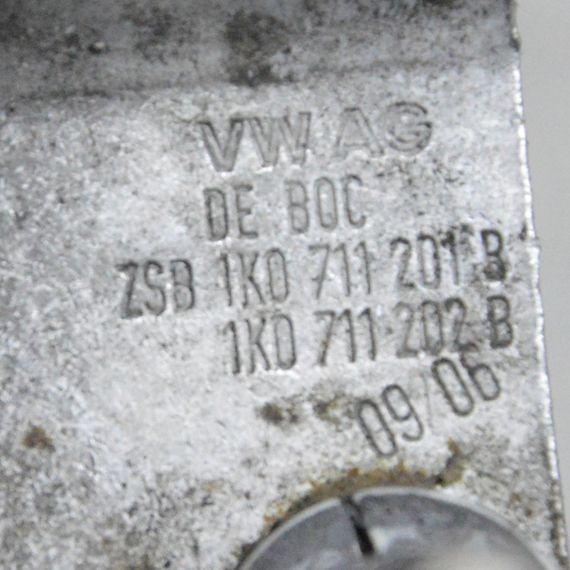 VW AG
DE BOC
ZSB 1K0 711 201 B
1K0 711 202 B
09/06